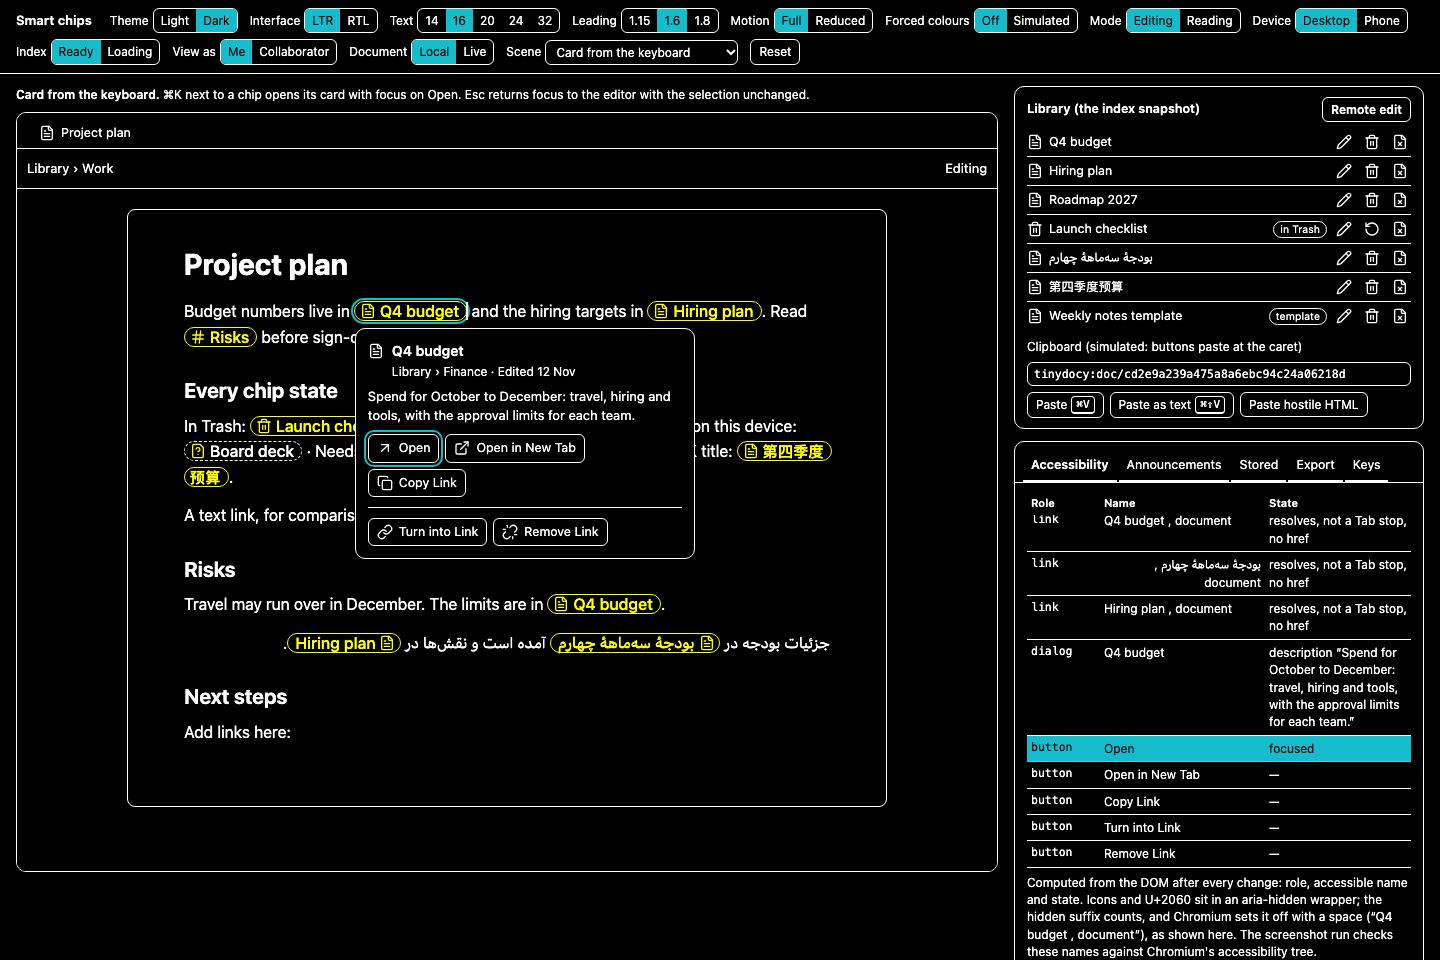 Smart chips Theme Light Dark Interface LTR RTL Text 14 16 20 24 32 Leading 1.15 1.6 1.8 Motion Full Reduced Forced colours Off Simulated Mode Editing Reading Device Desktop Phone
Index Ready Loading View as Me Collaborator Document Local Live Scene Card from the keyboard Reset
Card from the keyboard. ⌘K next to a chip opens its card with focus on Open. Esc returns focus to the editor with the selection unchanged.
Project plan
Library › Work Editing
Project plan
Budget numbers live in Q4 budget and the hiring targets in Hiring plan. Read
# Risks before sign-o
Q4 budget
Library › Finance · Edited 12 Nov
Spend for October to December: travel, hiring and
tools, with the approval limits for each team.
Open Open in New Tab
Copy Link
Turn into Link Remove Link
Every chip state
In Trash: Launch che on this device:
Board deck · Need title: 第四季度
预算.
A text link, for comparis
Risks
Travel may run over in December. The limits are in Q4 budget.
جزئیات بودجه در بودجهٔ سه‌ماههٔ چهارم آمده است و نقش‌ها در Hiring plan.
Next steps
Add links here:
Library (the index snapshot) Remote edit
Q4 budget
Hiring plan
Roadmap 2027
Launch checklist in Trash
بودجهٔ سه‌ماههٔ چهارم
第四季度预算
Weekly notes template template
Clipboard (simulated: buttons paste at the caret)
tinydocy:doc/cd2e9a239a475a8a6ebc94c24a06218d
Paste ⌘V Paste as text ⌘⇧V Paste hostile HTML
Accessibility Announcements Stored Export Keys
Role Name State
link Q4 budget , document resolves, not a Tab stop,
no href
link بودجهٔ سه‌ماههٔ چهارم , resolves, not a Tab stop,
document no href
link Hiring plan , document resolves, not a Tab stop,
no href
dialog Q4 budget description “Spend for
October to December:
travel, hiring and tools,
with the approval limits
for each team.”
button Open focused
button Open in New Tab —
button Copy Link —
button Turn into Link —
button Remove Link —
Computed from the DOM after every change: role, accessible name
and state. Icons and U+2060 sit in an aria-hidden wrapper; the
hidden suffix counts, and Chromium sets it off with a space (“Q4
budget , document”), as shown here. The screenshot run checks
these names against Chromium's accessibility tree.